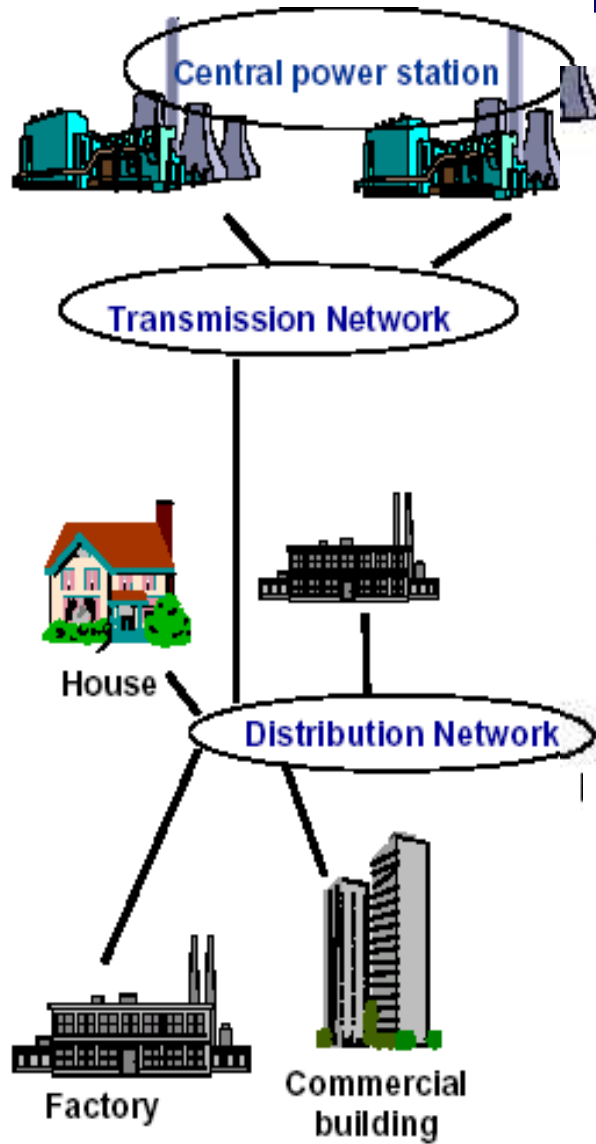 Central power station
Transmission Network
House
Distribution Network
Factory
Commercial
building